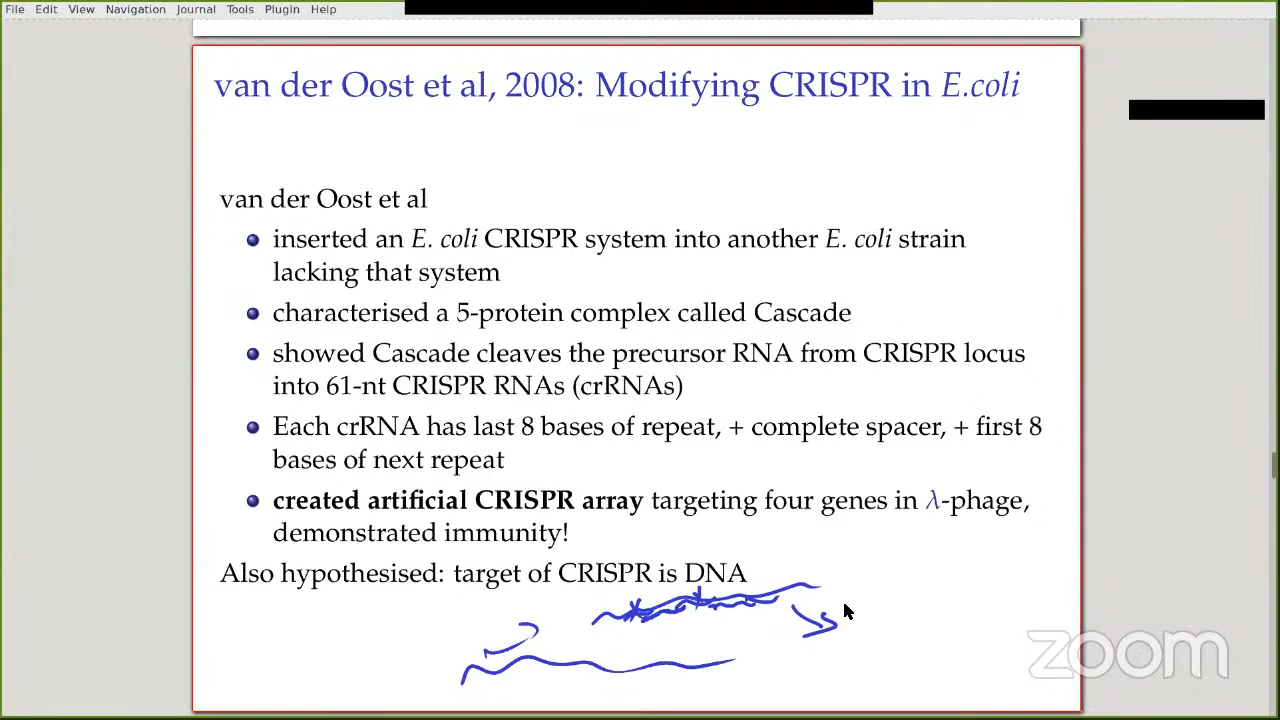 File Edit View Navigation Journal Tools Plugin Help
van der Oost et al, 2008: Modifying CRISPR in E.coli
van der Oost et al
inserted an E. coli CRISPR system into another E. coli strain
lacking that system
characterised a 5-protein complex called Cascade
showed Cascade cleaves the precursor RNA from CRISPR locus
into 61-nt CRISPR RNAs (crRNAs)
Each crRNA has last 8 bases of repeat, + complete spacer, + first 8
bases of next repeat
created artificial CRISPR array targeting four genes in λ-phage,
demonstrated immunity!
Also hypothesised: target of CRISPR is DNA
zoom